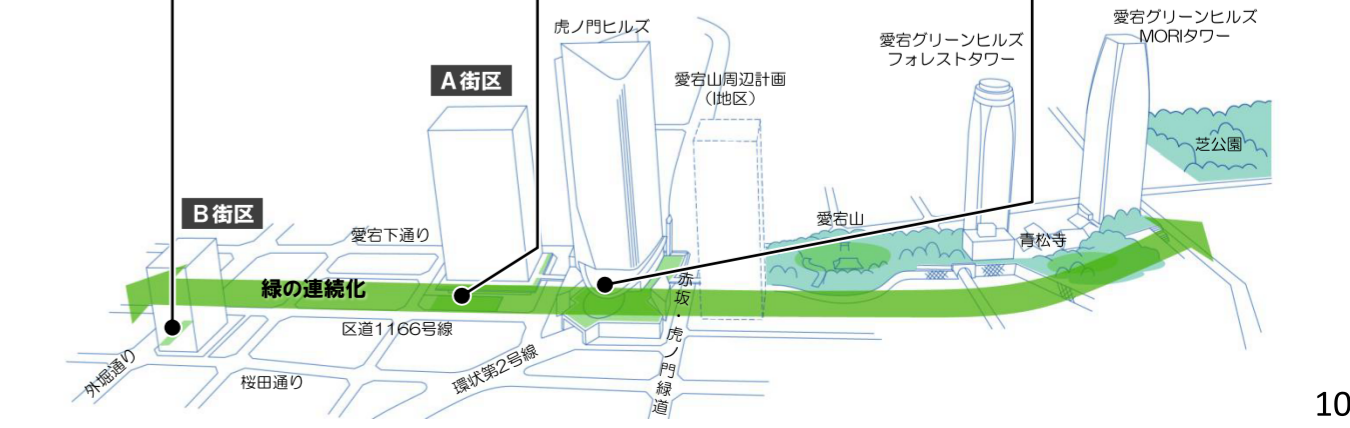 愛宕グリーンヒルズ
MORIタワー
虎ノ門ヒルズ
愛宕グリーンヒルズ
フォレストタワー
A街区
愛宕山周辺計画
（I地区）
芝公園
B街区
愛宕山
愛宕下通り
青松寺
緑の連続化
赤坂・虎ノ門緑道
区道1166号線
外堀通り
桜田通り
環状第2号線
10